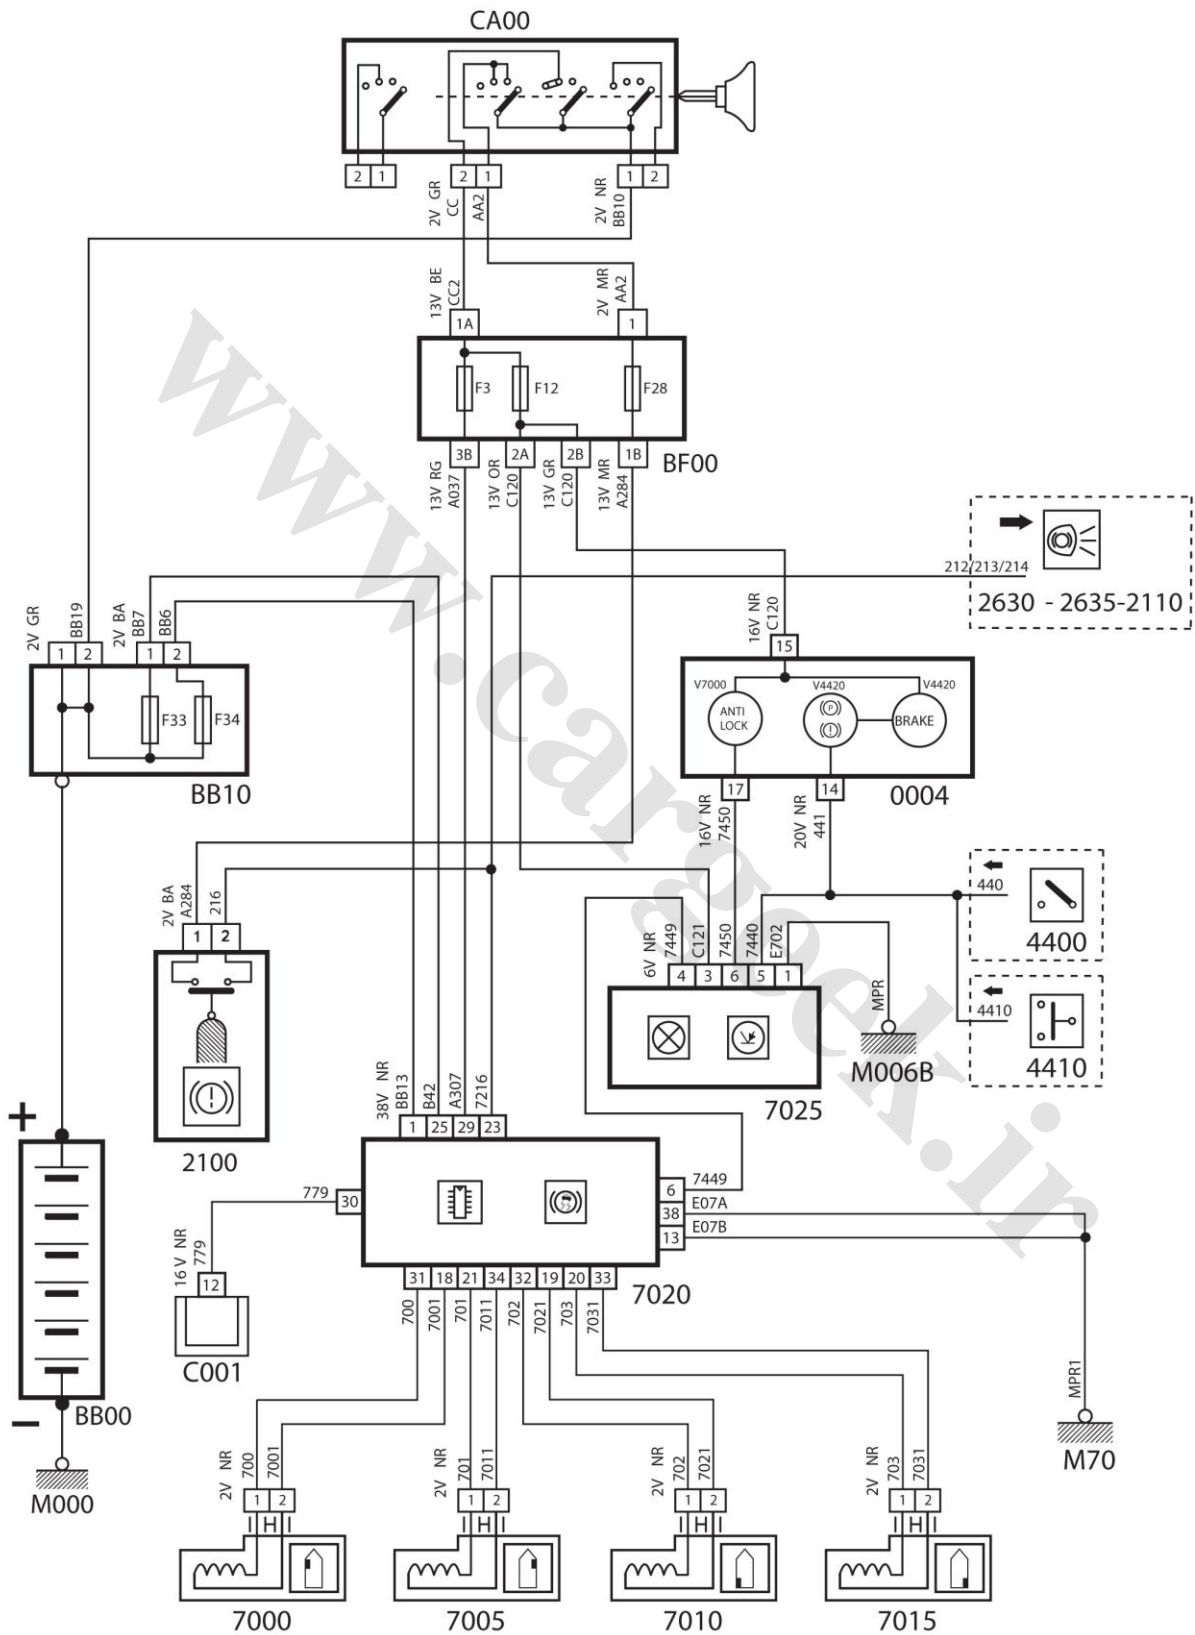 CA00
2 1
2 1
1 2
2V GR
CC
AA2
2V NR
BB10
13V BE
CC2
2V MR
AA2
1A
1
F3
F12
F28
3B
2A
2B
1B
BF00
13V RG
A037
13V OR
C120
13V GR
C120
13V MR
A284
212/213/214
2630 - 2635-2110
2V GR
BB19
2V BA
BB7
BB6
16V NR
C120
1 2
1 2
15
F33
F34
V7000
V4420
V4420
ANTI
LOCK
P
BRAKE
BB10
17
14
0004
16V NR
7450
20V NR
441
2V BA
A284
216
440
4400
1 2
6V NR
7449
C121
7450
7440
E702
4 3 6 5 1
4410
4410
MPR
M006B
7025
38V NR
BB13
B42
A307
7216
+
1 25 29 23
2100
779
30
6
7449
38
E07A
13
E07B
16 V NR
779
12
31 18 21 34 32 19 20 33
7020
700
7001
701
7011
702
7021
703
7031
C001
MPR1
BB00
M70
M000
2V NR
700
7001
2V NR
701
7011
2V NR
702
7021
2V NR
703
7031
1 2
1 2
1 2
1 2
7000
7005
7010
7015
www.cargeek.ir